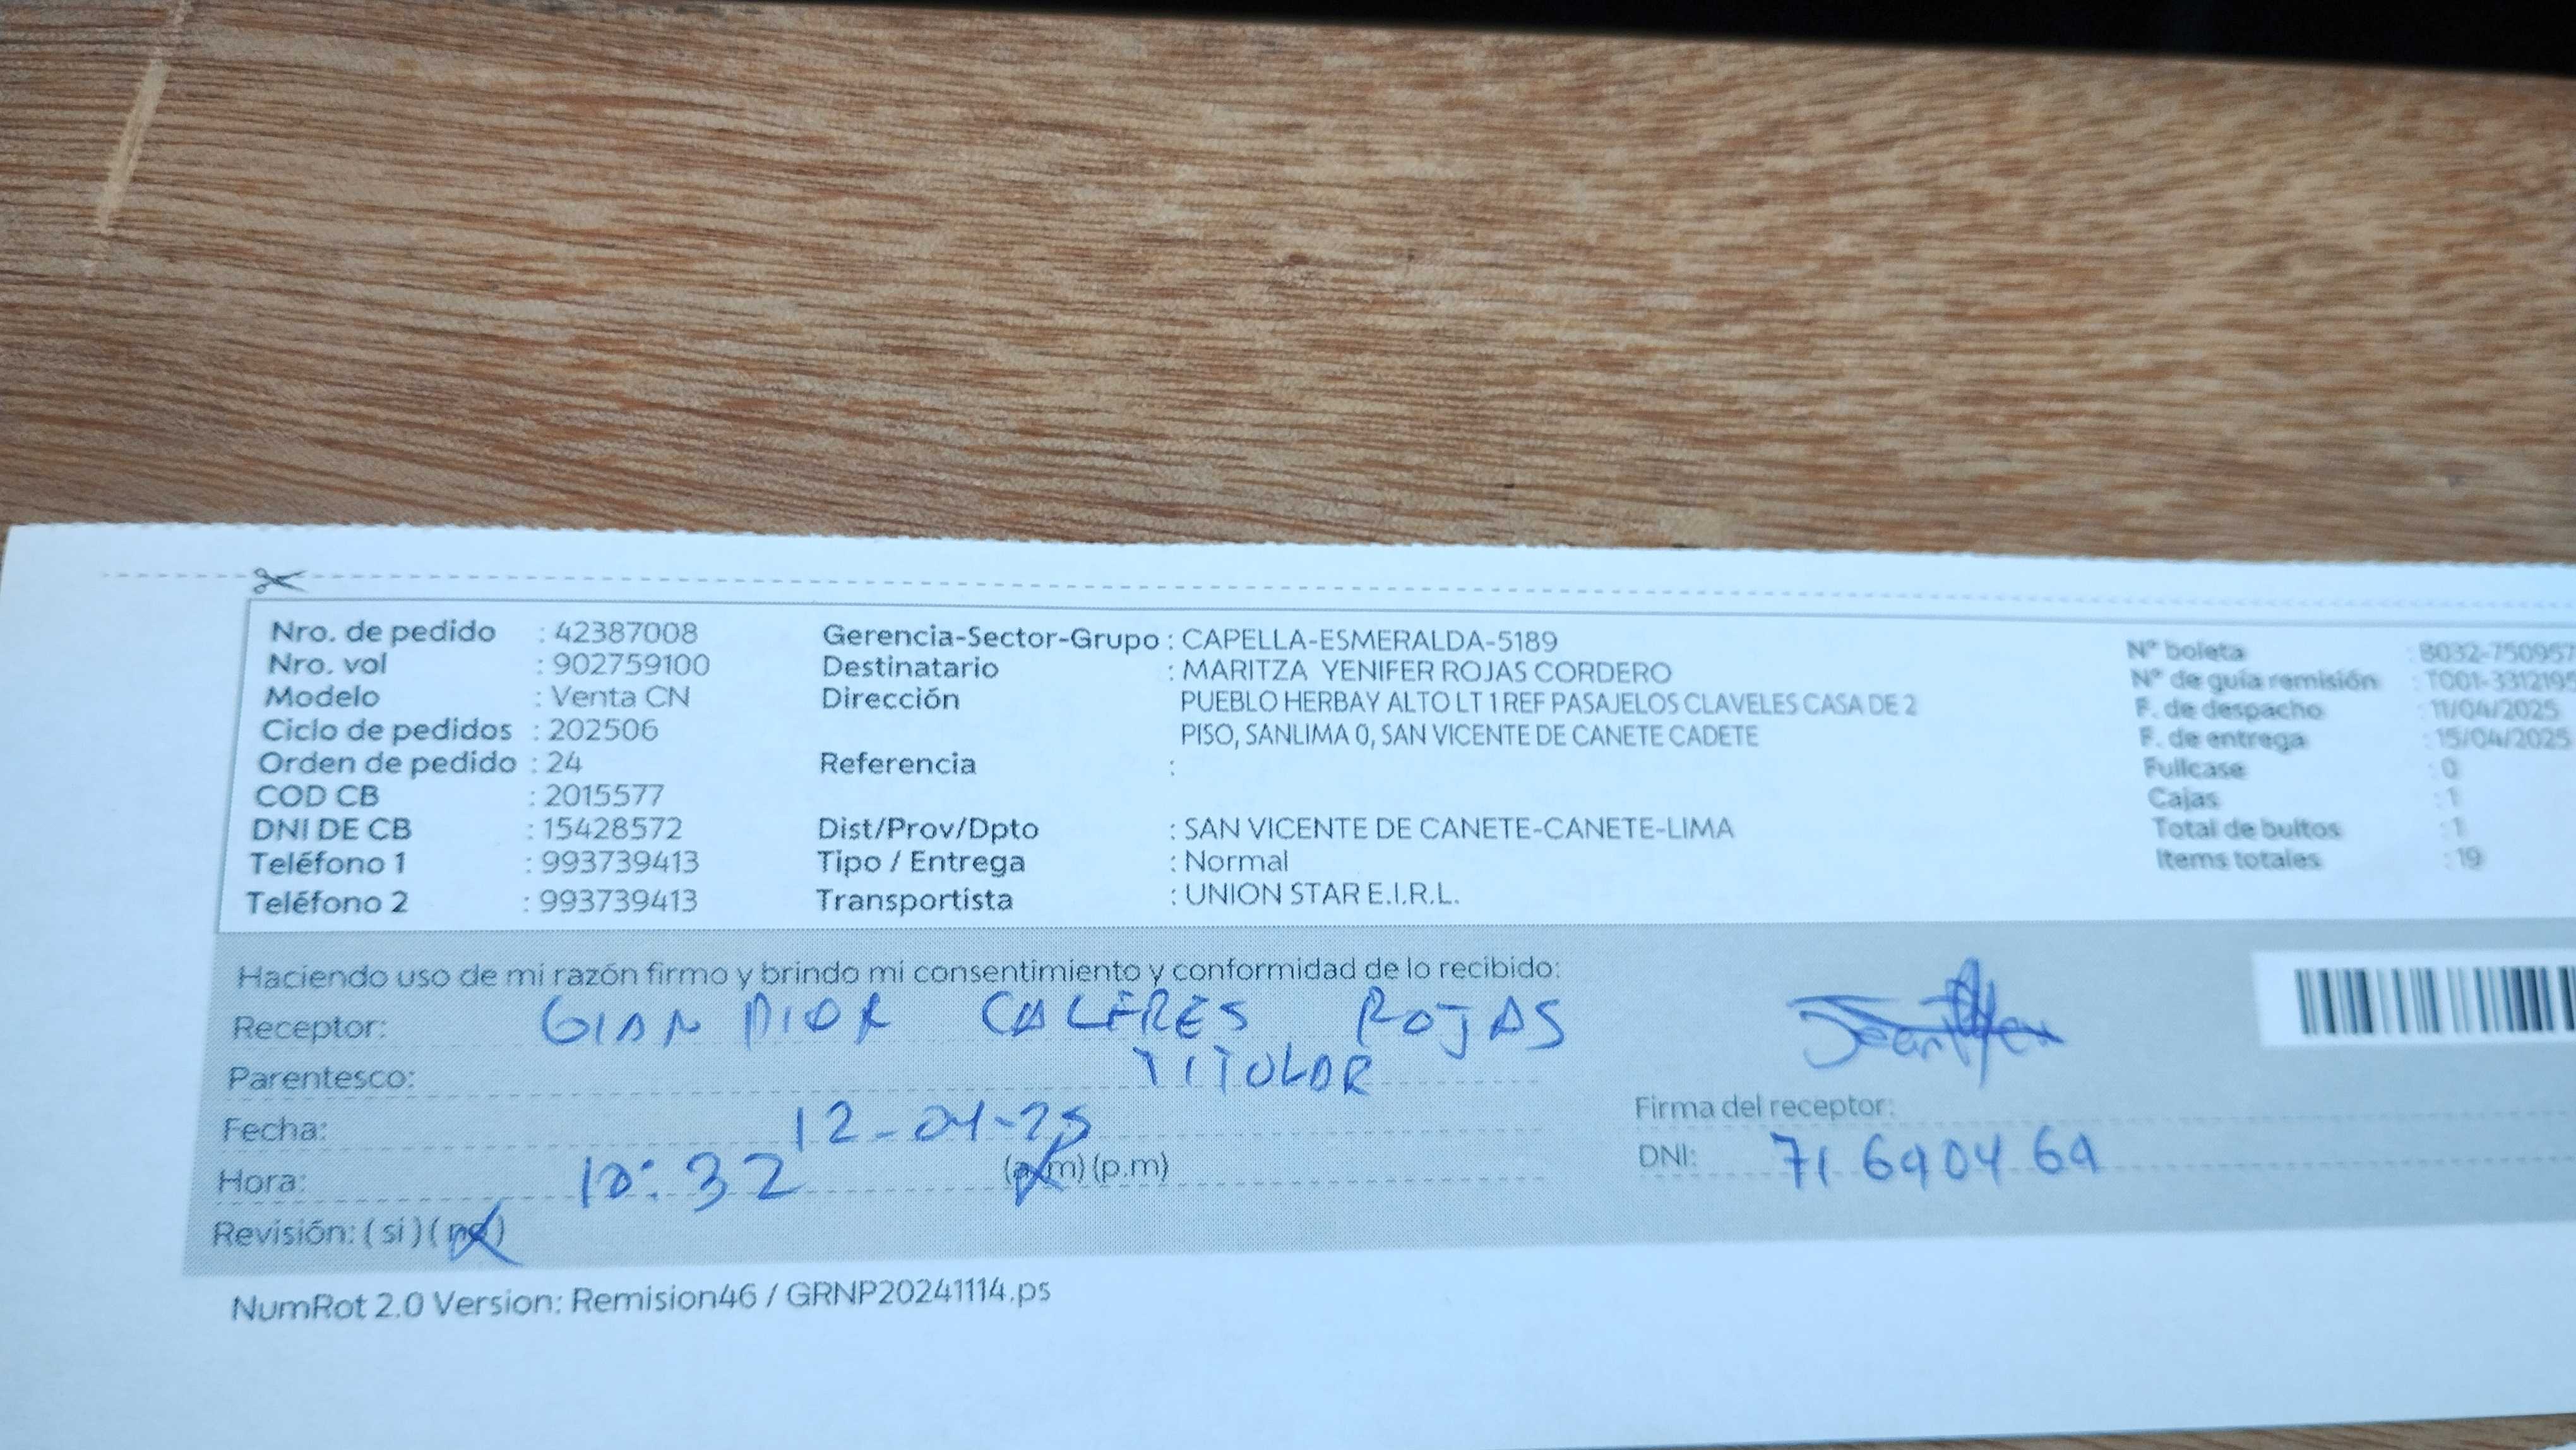 Nro. de pedido : 42387008
Nro. vol : 902759100
Modelo : Venta CN
Ciclo de pedidos : 202506
Orden de pedido : 24
COD CB : 2015577
DNI DE CB : 15428572
Teléfono 1 : 993739413
Teléfono 2 : 993739413
Gerencia-Sector-Grupo : CAPELLA-ESMERALDA-5189
Destinatario : MARITZA YENIFER ROJAS CORDERO
Dirección PUEBLO HERBAY ALTO LT 1 REF PASAJELOS CLAVELES CASA DE 2
PISO, SANLIMA 0, SAN VICENTE DE CANETE CADETE
Referencia :
Dist/Prov/Dpto : SAN VICENTE DE CANETE-CANETE-LIMA
Tipo / Entrega : Normal
Transportista : UNION STAR E.I.R.L.
N° boleta : B032-750957
N° de guía remisión : T001-3312195
F. de despacho : 11/04/2025
F. de entrega : 15/04/2025
Fullcase : 0
Cajas : 1
Total de bultos : 1
Items totales : 19
Haciendo uso de mi razón firmo y brindo mi consentimiento y conformidad de lo recibido:
Receptor: GIAN DIOR CACERES ROJAS
Parentesco: TITULAR
Fecha: 12-04-25
Hora: 10:32 (a.m) (p.m)
Revisión: ( si ) ( no )
Firma del receptor:
DNI: 71690469
NumRot 2.0 Version: Remision46 / GRNP20241114.ps